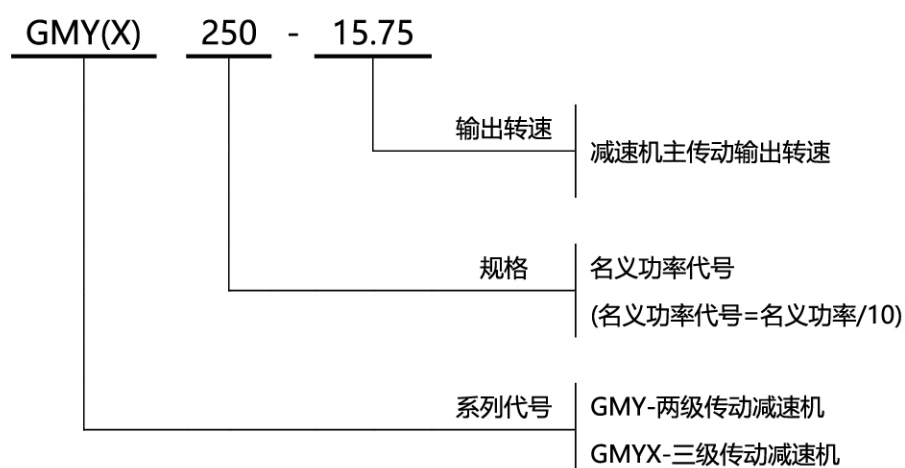 GMY(X) 250 - 15.75
输出转速
减速机主传动输出转速
规格
名义功率代号
(名义功率代号=名义功率/10)
系列代号
GMY-两级传动减速机
GMYX-三级传动减速机